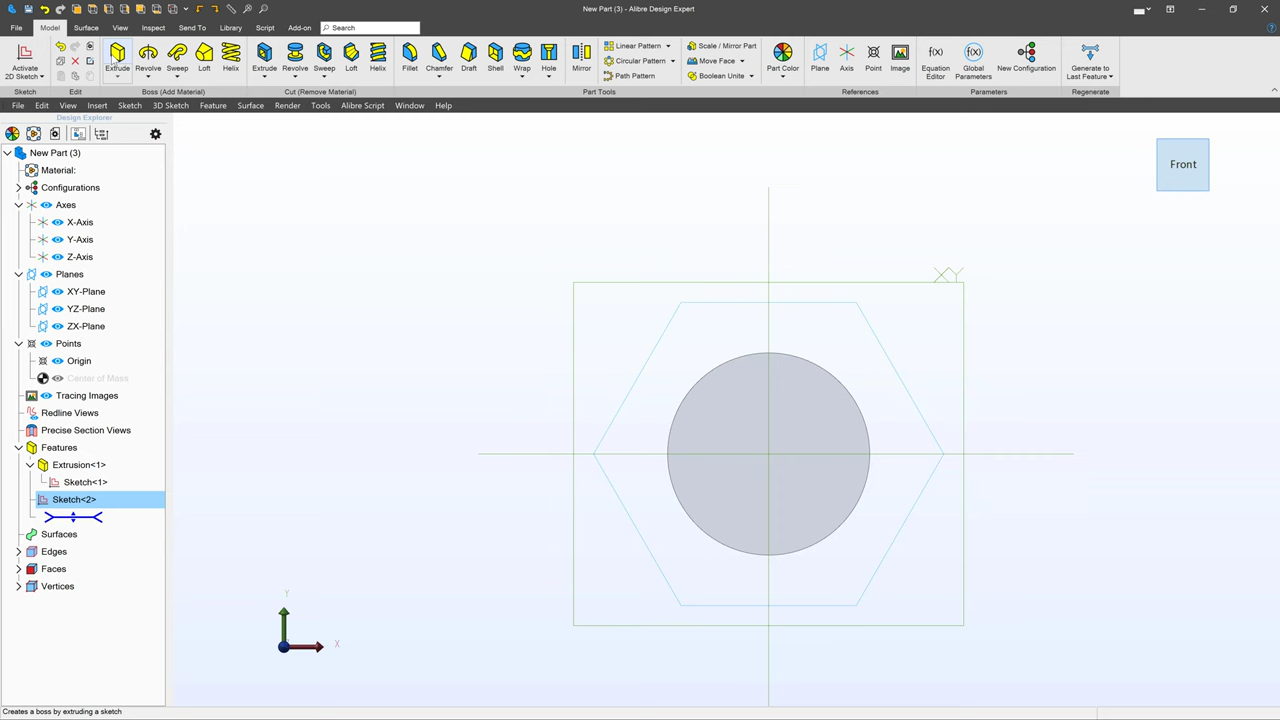 New Part (3) - Alibre Design Expert
File Model Surface View Inspect Send To Library Script Add-on Search
Activate 2D Sketch Extrude Revolve Sweep Loft Helix Extrude Revolve Sweep Loft Helix Fillet Chamfer Draft Shell Wrap Hole Mirror Linear Pattern Circular Pattern Path Pattern Scale / Mirror Part Move Face Boolean Unite Part Color Plane Axis Point Image Equation Editor Global Parameters New Configuration Generate to Last Feature
Sketch Edit Boss (Add Material) Cut (Remove Material) Part Tools References Parameters Regenerate
File Edit View Insert Sketch 3D Sketch Feature Surface Render Tools Alibre Script Window Help
Design Explorer
New Part (3)
Material:
Configurations
Axes
X-Axis
Y-Axis
Z-Axis
Planes
XY-Plane
YZ-Plane
ZX-Plane
Points
Origin
Center of Mass
Tracing Images
Redline Views
Precise Section Views
Features
Extrusion<1>
Sketch<1>
Sketch<2>
Surfaces
Edges
Faces
Vertices
Front
XY
Y
X
Creates a boss by extruding a sketch